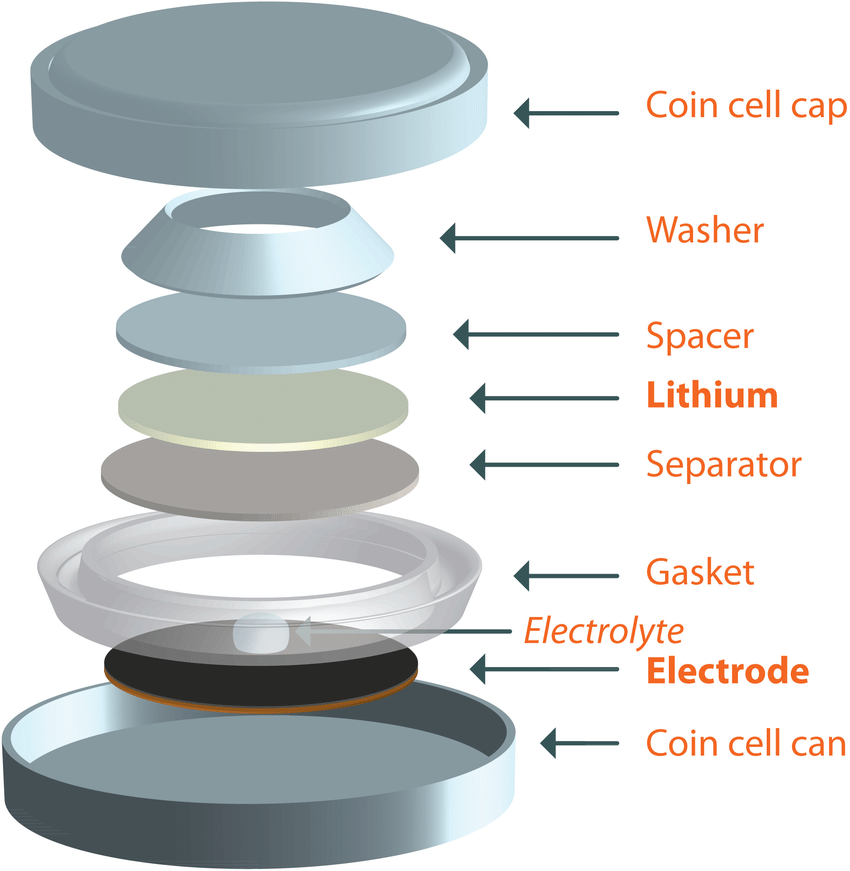 Coin cell cap
Washer
Spacer
Lithium
Separator
Gasket
Electrolyte
Electrode
Coin cell can